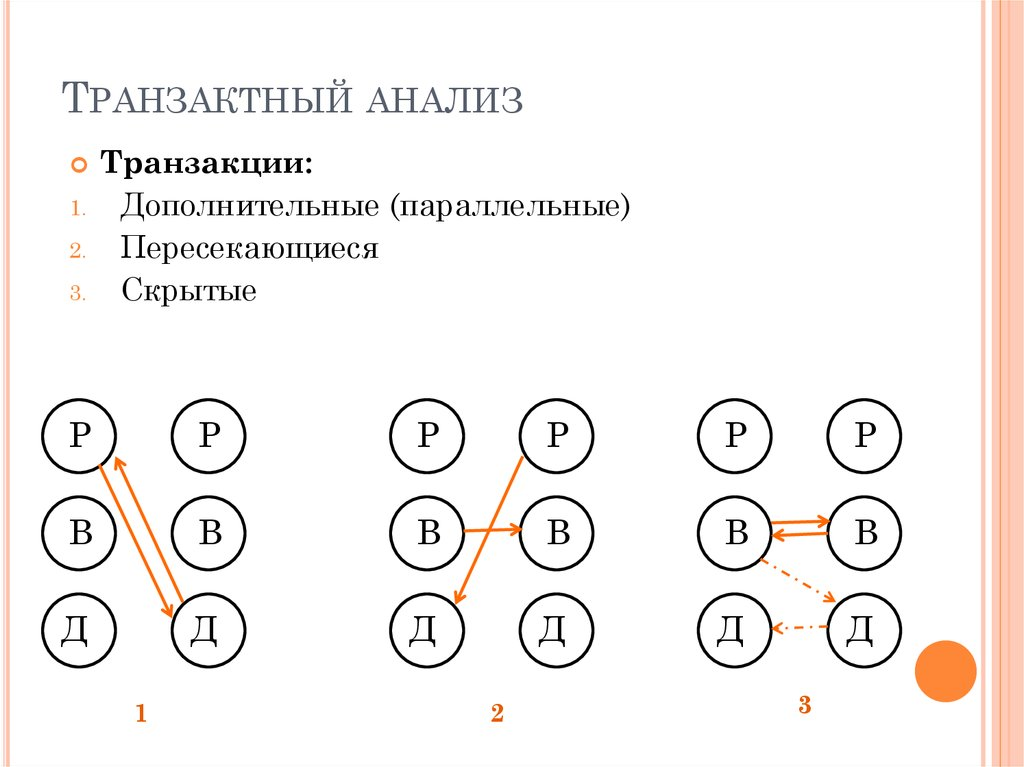 Транзактный анализ
Транзакции:
1. Дополнительные (параллельные)
2. Пересекающиеся
3. Скрытые
Р Р Р Р Р Р
В В В В В В
Д Д Д Д Д Д
1 2 3